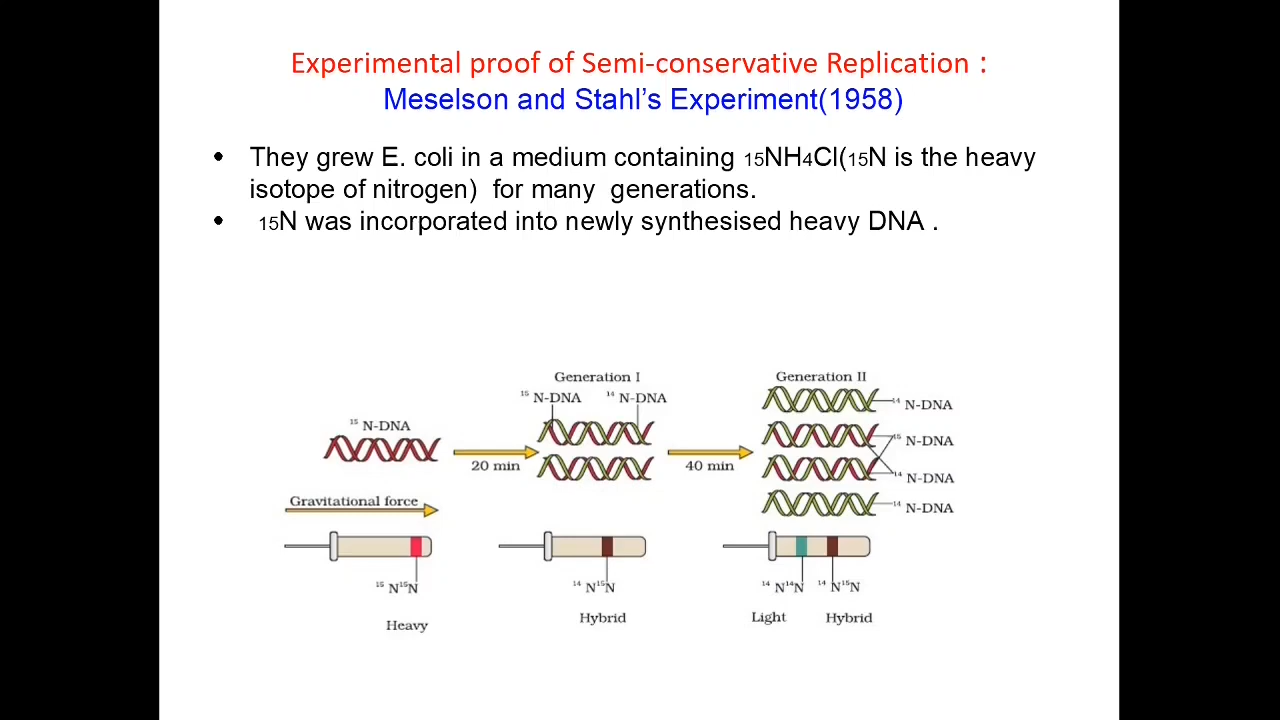 Experimental proof of Semi-conservative Replication :
Meselson and Stahl’s Experiment(1958)
• They grew E. coli in a medium containing 15NH4Cl(15N is the heavy
isotope of nitrogen) for many generations.
• 15N was incorporated into newly synthesised heavy DNA .
Generation I
15 N-DNA 14 N-DNA
15 N-DNA
20 min
Generation II
14 N-DNA
15 N-DNA
14 N-DNA
14 N-DNA
40 min
Gravitational force
15 N15N
Heavy
14 N15N
Hybrid
14 N14N 14 N15N
Light Hybrid